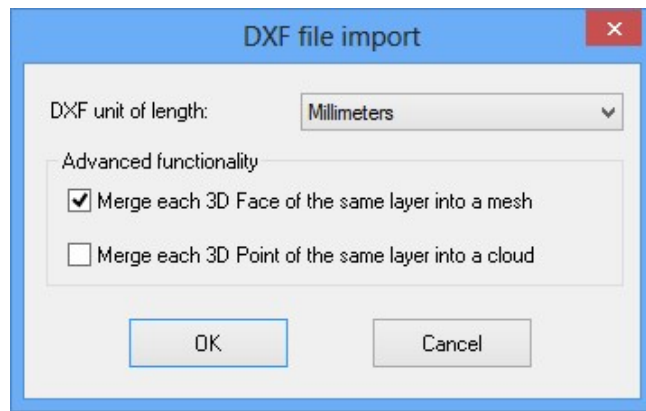 DXF file import
DXF unit of length:
Millimeters
Advanced functionality
Merge each 3D Face of the same layer into a mesh
Merge each 3D Point of the same layer into a cloud
OK
Cancel